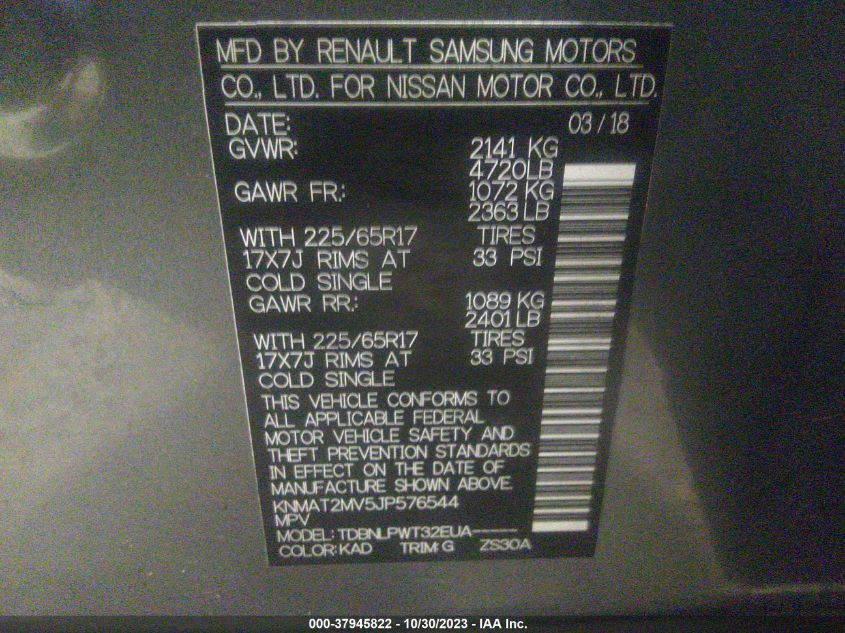 MFD BY RENAULT SAMSUNG MOTORS
CO., LTD. FOR NISSAN MOTOR CO., LTD.
DATE: 03/18
GVWR: 2141 KG
4720LB
GAWR FR.: 1072 KG
2363 LB
WITH 225/65R17 TIRES
17X7J RIMS AT 33 PSI
COLD SINGLE
GAWR RR.: 1089 KG
2401 LB
WITH 225/65R17 TIRES
17X7J RIMS AT 33 PSI
COLD SINGLE
THIS VEHICLE CONFORMS TO
ALL APPLICABLE FEDERAL
MOTOR VEHICLE SAFETY AND
THEFT PREVENTION STANDARDS
IN EFFECT ON THE DATE OF
MANUFACTURE SHOWN ABOVE.
KNMAT2MV5JP576544
MPV
MODEL: TDBNLPWT32EUA-----
COLOR: KAD TRIM: G ZS30A
000-37945822 - 10/30/2023 - IAA Inc.